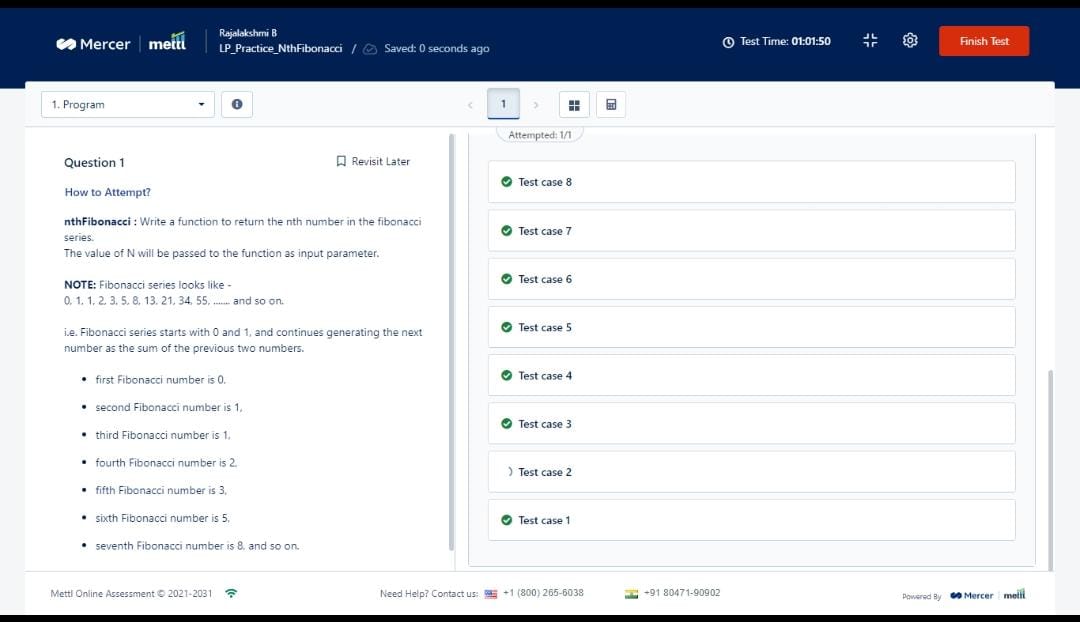 Mercer | mettl
Rajalakshmi B
LP_Practice_NthFibonacci / Saved: 0 seconds ago
Test Time: 01:01:50
Finish Test
1. Program
1
Attempted: 1/1
Question 1
Revisit Later
How to Attempt?
nthFibonacci : Write a function to return the nth number in the fibonacci
series.
The value of N will be passed to the function as input parameter.
NOTE: Fibonacci series looks like -
0, 1, 1, 2, 3, 5, 8, 13, 21, 34, 55, ....... and so on.
i.e. Fibonacci series starts with 0 and 1, and continues generating the next
number as the sum of the previous two numbers.
• first Fibonacci number is 0,
• second Fibonacci number is 1,
• third Fibonacci number is 1,
• fourth Fibonacci number is 2,
• fifth Fibonacci number is 3,
• sixth Fibonacci number is 5,
• seventh Fibonacci number is 8, and so on.
Test case 8
Test case 7
Test case 6
Test case 5
Test case 4
Test case 3
Test case 2
Test case 1
Mettl Online Assessment © 2021-2031
Need Help? Contact us: +1 (800) 265-6038
+91 80471-90902
Powered By Mercer | mettl